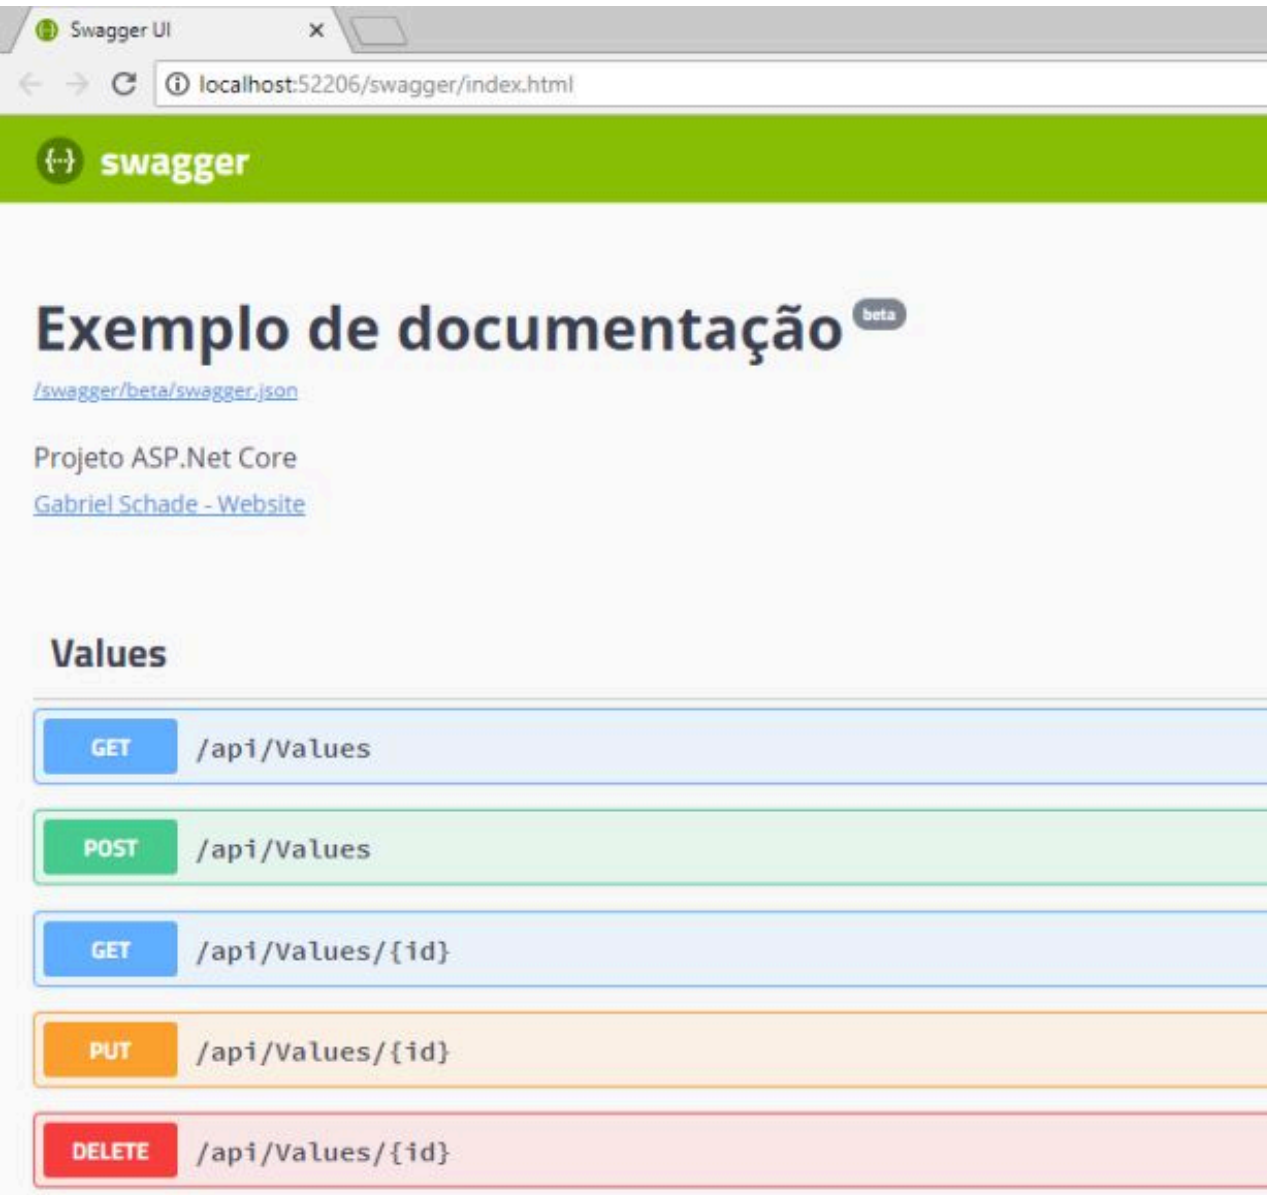 Swagger UI
localhost:52206/swagger/index.html
{...} swagger
Exemplo de documentação beta
/swagger/beta/swagger.json
Projeto ASP.Net Core
Gabriel Schade - Website
Values
GET /api/Values
POST /api/Values
GET /api/Values/{id}
PUT /api/Values/{id}
DELETE /api/Values/{id}